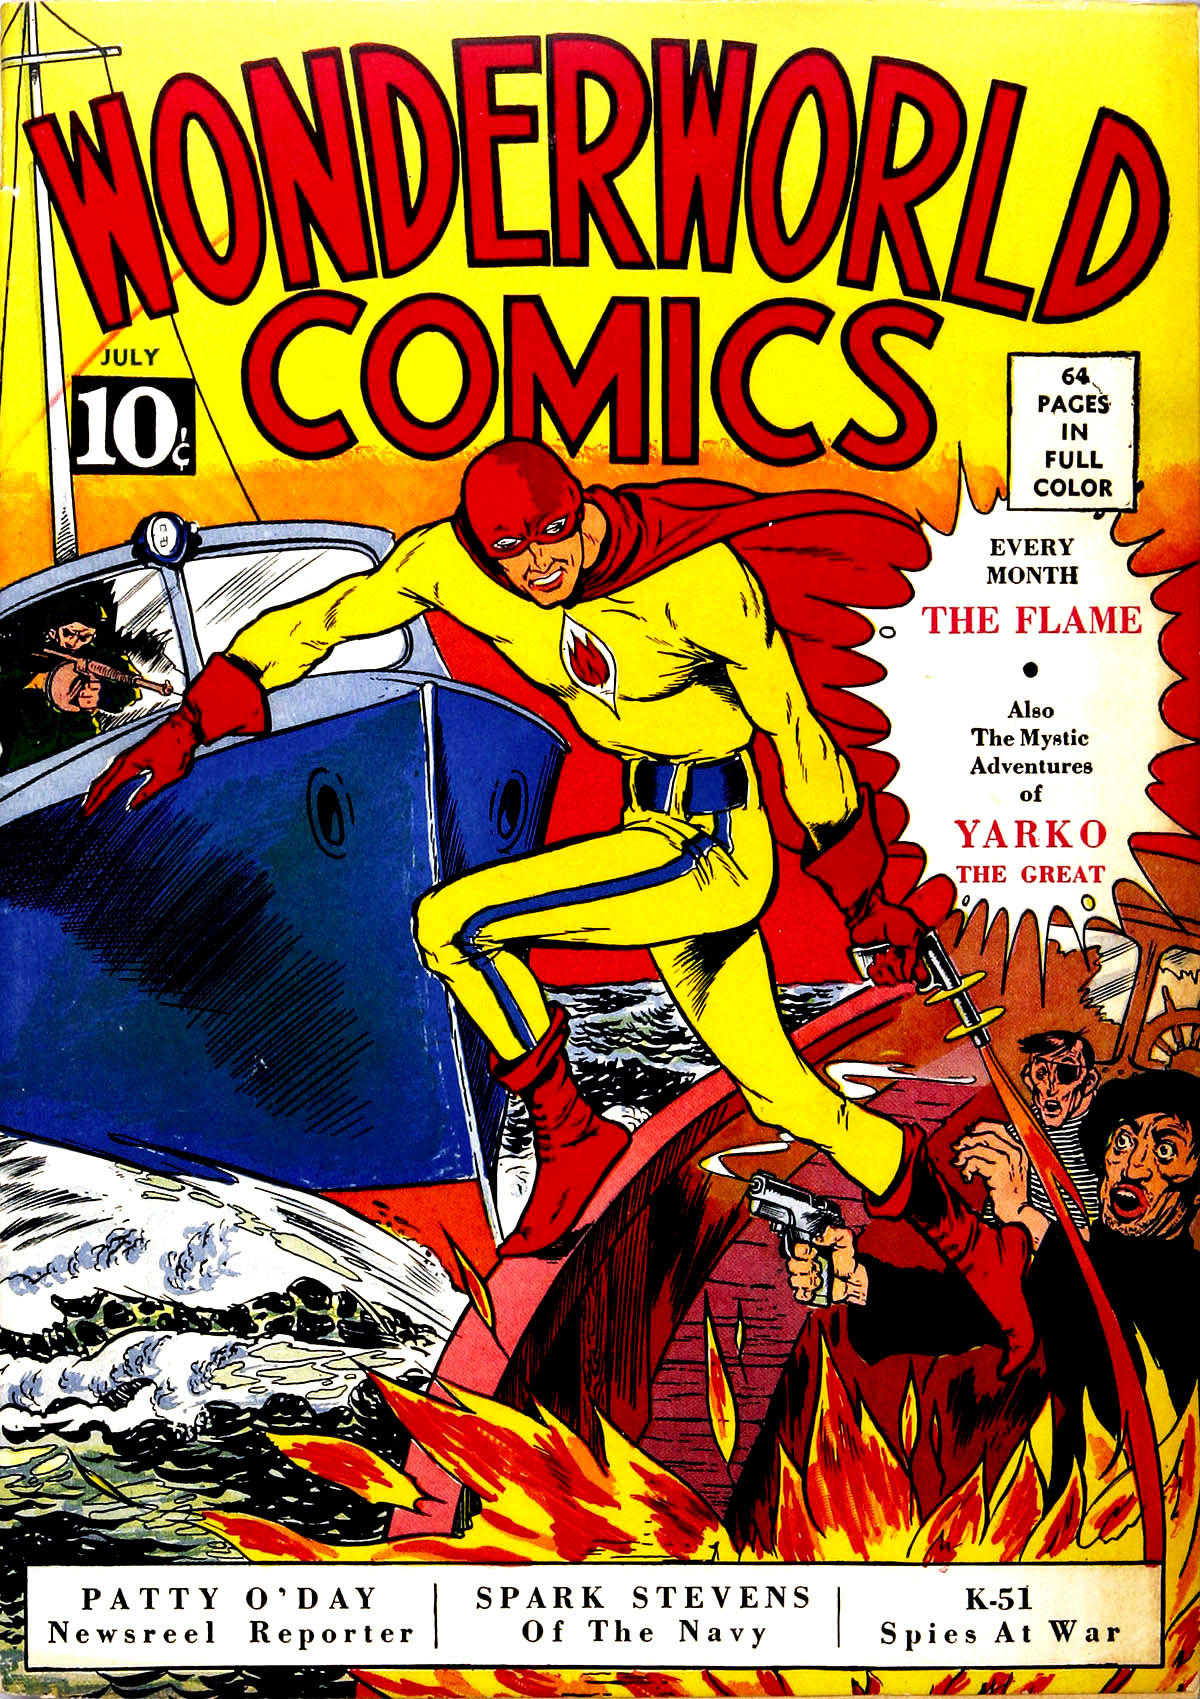 WONDERWORLD
COMICS
JULY
10¢
64
PAGES
IN
FULL
COLOR
EVERY
MONTH
THE FLAME
•
Also
The Mystic
Adventures
of
YARKO
THE GREAT
PATTY O'DAY
Newsreel Reporter
SPARK STEVENS
Of The Navy
K-51
Spies At War